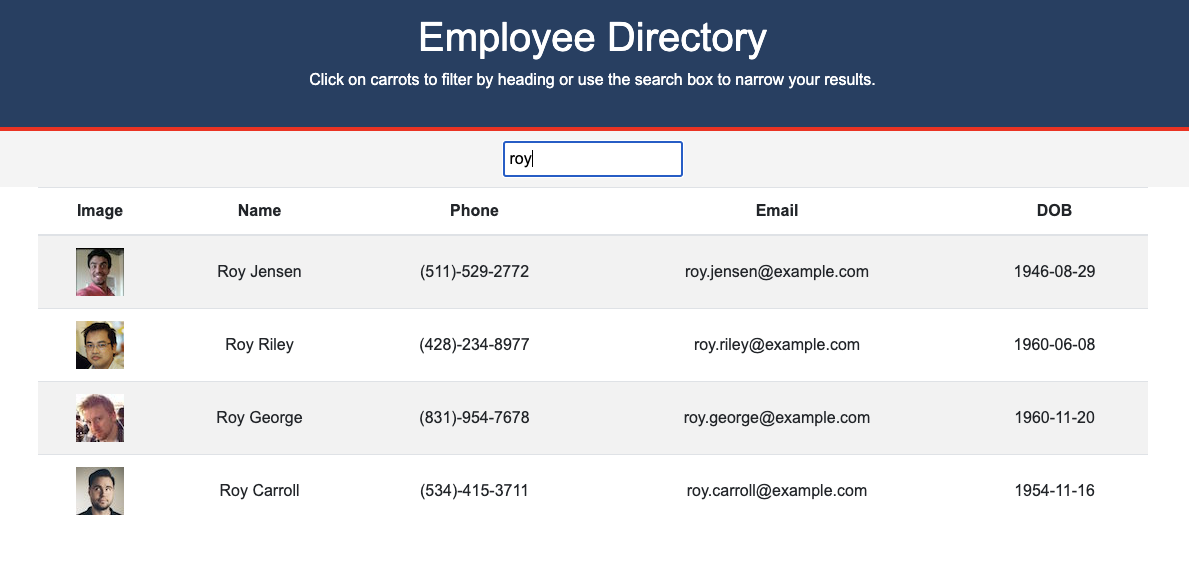 Employee Directory
Click on carrots to filter by heading or use the search box to narrow your results.
roy
Image Name Phone Email DOB
Roy Jensen (511)-529-2772 roy.jensen@example.com 1946-08-29
Roy Riley (428)-234-8977 roy.riley@example.com 1960-06-08
Roy George (831)-954-7678 roy.george@example.com 1960-11-20
Roy Carroll (534)-415-3711 roy.carroll@example.com 1954-11-16